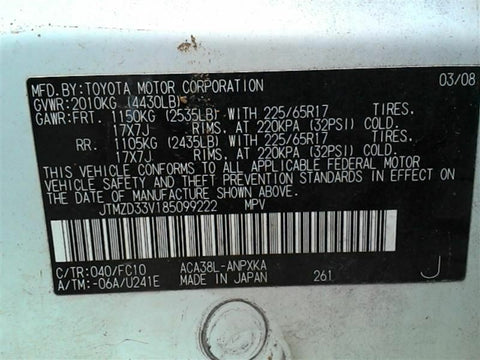 MFD.BY:TOYOTA MOTOR CORPORATION 03/08
GVWR:2010KG (4430LB)
GAWR:FRT. 1150KG (2535LB) WITH 225/65R17 TIRES,
17X7J RIMS, AT 220KPA (32PSI) COLD.
RR. 1105KG (2435LB) WITH 225/65R17 TIRES,
17X7J RIMS, AT 220KPA (32PSI) COLD.
THIS VEHICLE CONFORMS TO ALL APPLICABLE FEDERAL MOTOR
VEHICLE SAFETY AND THEFT PREVENTION STANDARDS IN EFFECT ON
THE DATE OF MANUFACTURE SHOWN ABOVE.
JTMZD33V185099222 MPV
C/TR:040/FC10 ACA38L-ANPXKA
A/TM:-06A/U241E MADE IN JAPAN 261 J